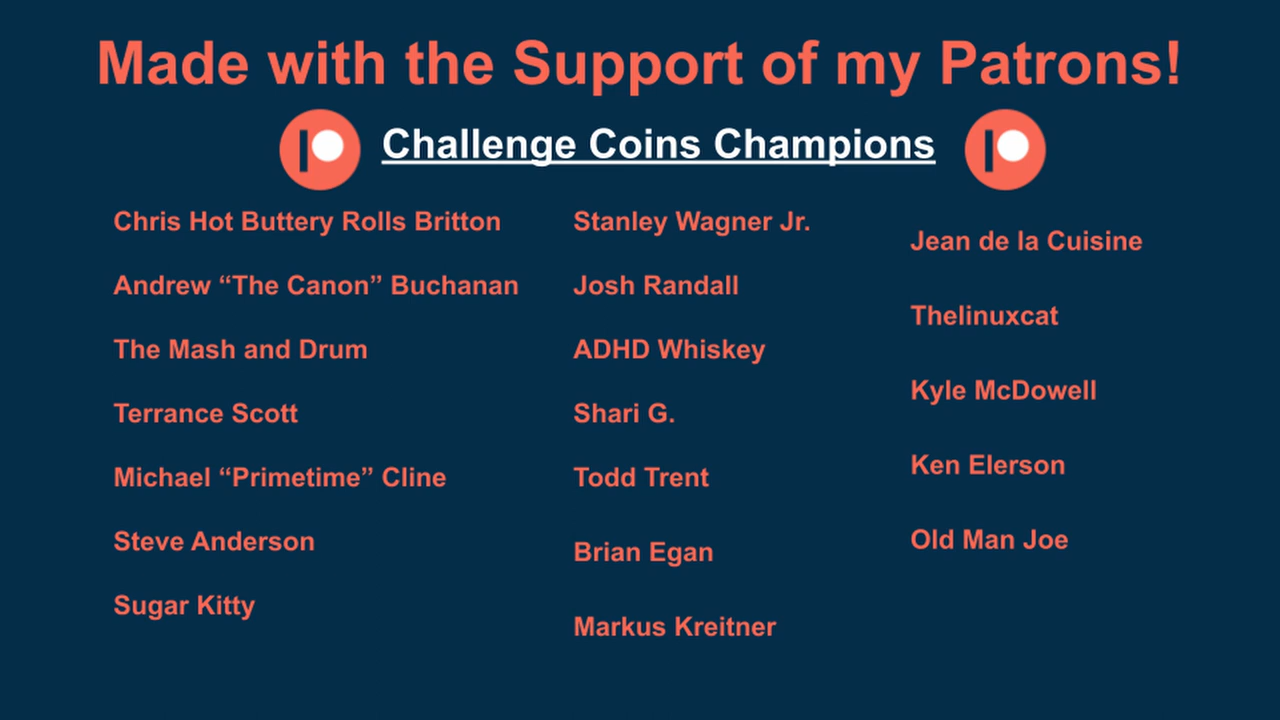 Made with the Support of my Patrons!
Challenge Coins Champions
Chris Hot Buttery Rolls Britton
Andrew “The Canon” Buchanan
The Mash and Drum
Terrance Scott
Michael “Primetime” Cline
Steve Anderson
Sugar Kitty
Stanley Wagner Jr.
Josh Randall
ADHD Whiskey
Shari G.
Todd Trent
Brian Egan
Markus Kreitner
Jean de la Cuisine
Thelinuxcat
Kyle McDowell
Ken Elerson
Old Man Joe